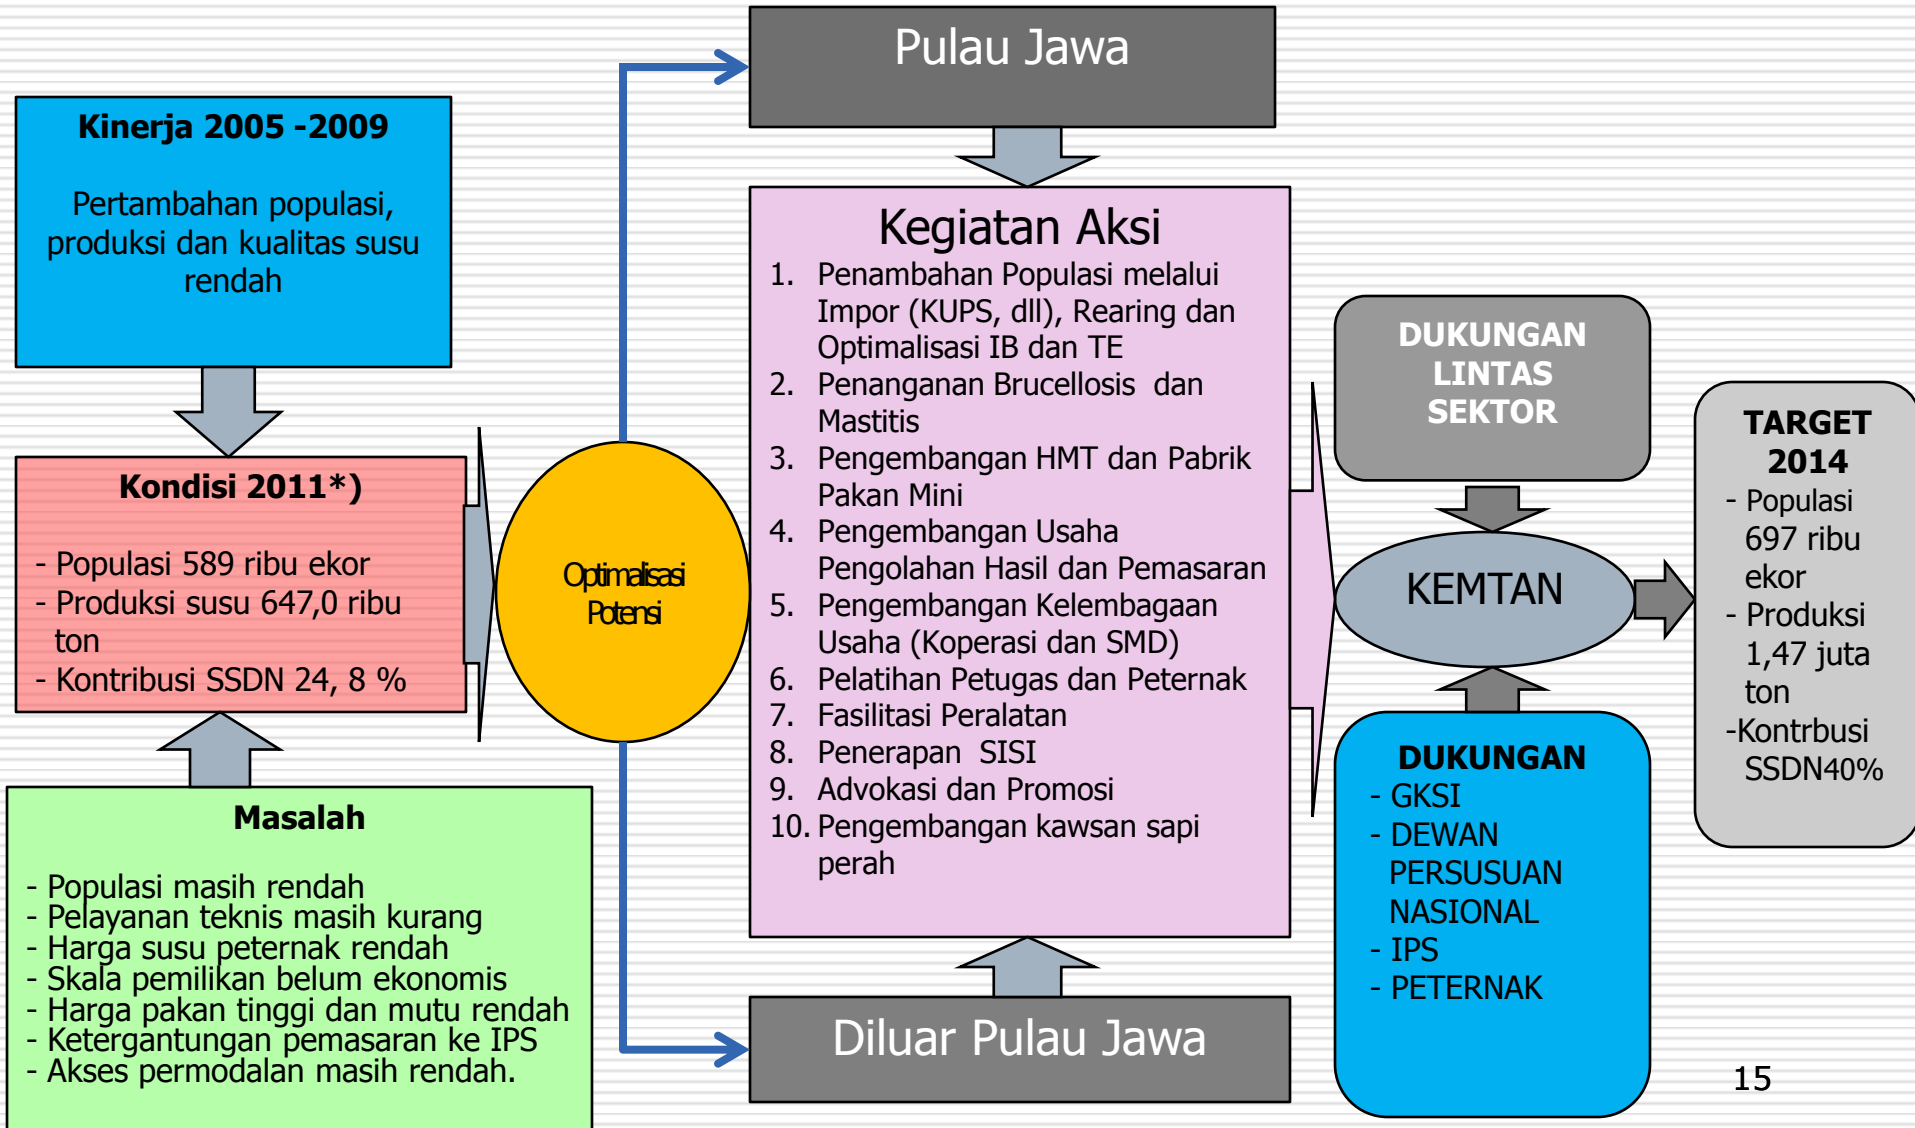 Pulau Jawa
Kinerja 2005 -2009
Pertambahan populasi,
produksi dan kualitas susu
rendah
Kondisi 2011*)
- Populasi 589 ribu ekor
- Produksi susu 647,0 ribu
ton
- Kontribusi SSDN 24, 8 %
Masalah
- Populasi masih rendah
- Pelayanan teknis masih kurang
- Harga susu peternak rendah
- Skala pemilikan belum ekonomis
- Harga pakan tinggi dan mutu rendah
- Ketergantungan pemasaran ke IPS
- Akses permodalan masih rendah.
Optimalisasi
Potensi
Kegiatan Aksi
1. Penambahan Populasi melalui
Impor (KUPS, dll), Rearing dan
Optimalisasi IB dan TE
2. Penanganan Brucellosis dan
Mastitis
3. Pengembangan HMT dan Pabrik
Pakan Mini
4. Pengembangan Usaha
Pengolahan Hasil dan Pemasaran
5. Pengembangan Kelembagaan
Usaha (Koperasi dan SMD)
6. Pelatihan Petugas dan Peternak
7. Fasilitasi Peralatan
8. Penerapan SISI
9. Advokasi dan Promosi
10. Pengembangan kawsan sapi
perah
Diluar Pulau Jawa
DUKUNGAN
LINTAS
SEKTOR
KEMTAN
DUKUNGAN
- GKSI
- DEWAN
PERSUSUAN
NASIONAL
- IPS
- PETERNAK
TARGET
2014
- Populasi
697 ribu
ekor
- Produksi
1,47 juta
ton
-Kontrbusi
SSDN40%
15